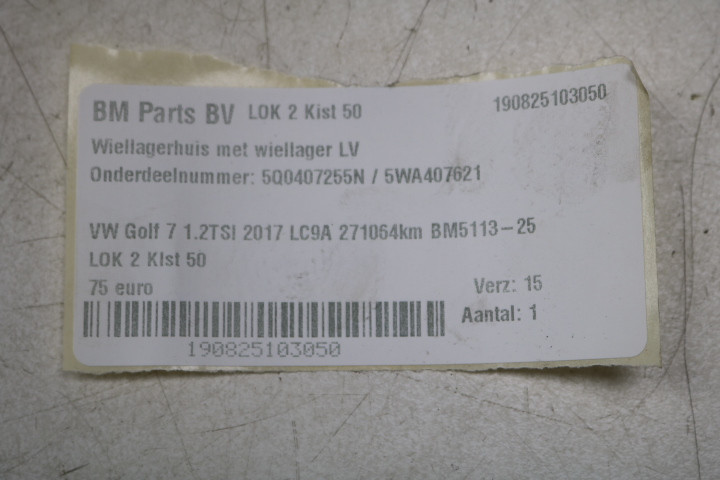 BM Parts BV LOK 2 Kist 50 190825103050
Wiellagerhuis met wiellager LV
Onderdeelnummer: 5Q0407255N / 5WA407621
VW Golf 7 1.2TSI 2017 LC9A 271064km BM5113-25
LOK 2 Kist 50
75 euro Verz: 15
Aantal: 1
190825103050